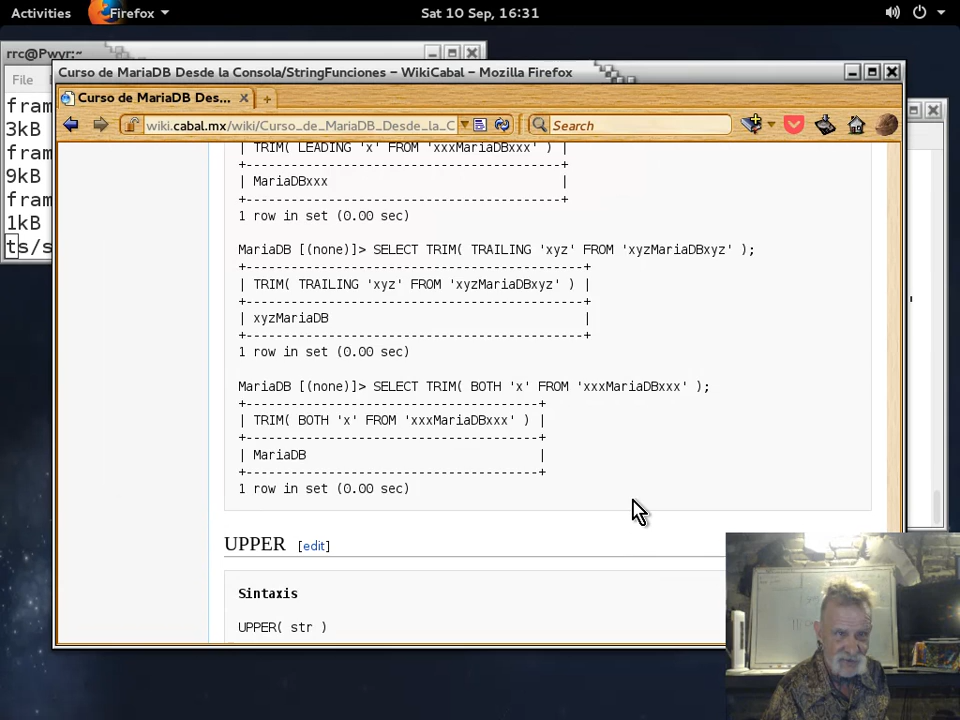 Activities
Firefox
Sat 10 Sep, 16:31
rrc@Pwyr:~
File
fram
3kB
fram
9kB
fram
1kB
ts/s
Curso de MariaDB Desde la Consola/StringFunciones – WikiCabal – Mozilla Firefox
Curso de MariaDB Des...
wiki.cabal.mx/wiki/Curso_de_MariaDB_Desde_la_C
Search
| TRIM( LEADING 'x' FROM 'xxxMariaDBxxx' ) |
+------------------------------------------+
| MariaDBxxx                               |
+------------------------------------------+
1 row in set (0.00 sec)
MariaDB [(none)]> SELECT TRIM( TRAILING 'xyz' FROM 'xyzMariaDBxyz' );
+---------------------------------------------+
| TRIM( TRAILING 'xyz' FROM 'xyzMariaDBxyz' ) |
+---------------------------------------------+
| xyzMariaDB                                  |
+---------------------------------------------+
1 row in set (0.00 sec)
MariaDB [(none)]> SELECT TRIM( BOTH 'x' FROM 'xxxMariaDBxxx' );
+---------------------------------------+
| TRIM( BOTH 'x' FROM 'xxxMariaDBxxx' ) |
+---------------------------------------+
| MariaDB                               |
+---------------------------------------+
1 row in set (0.00 sec)
UPPER [edit]
Sintaxis
UPPER( str )